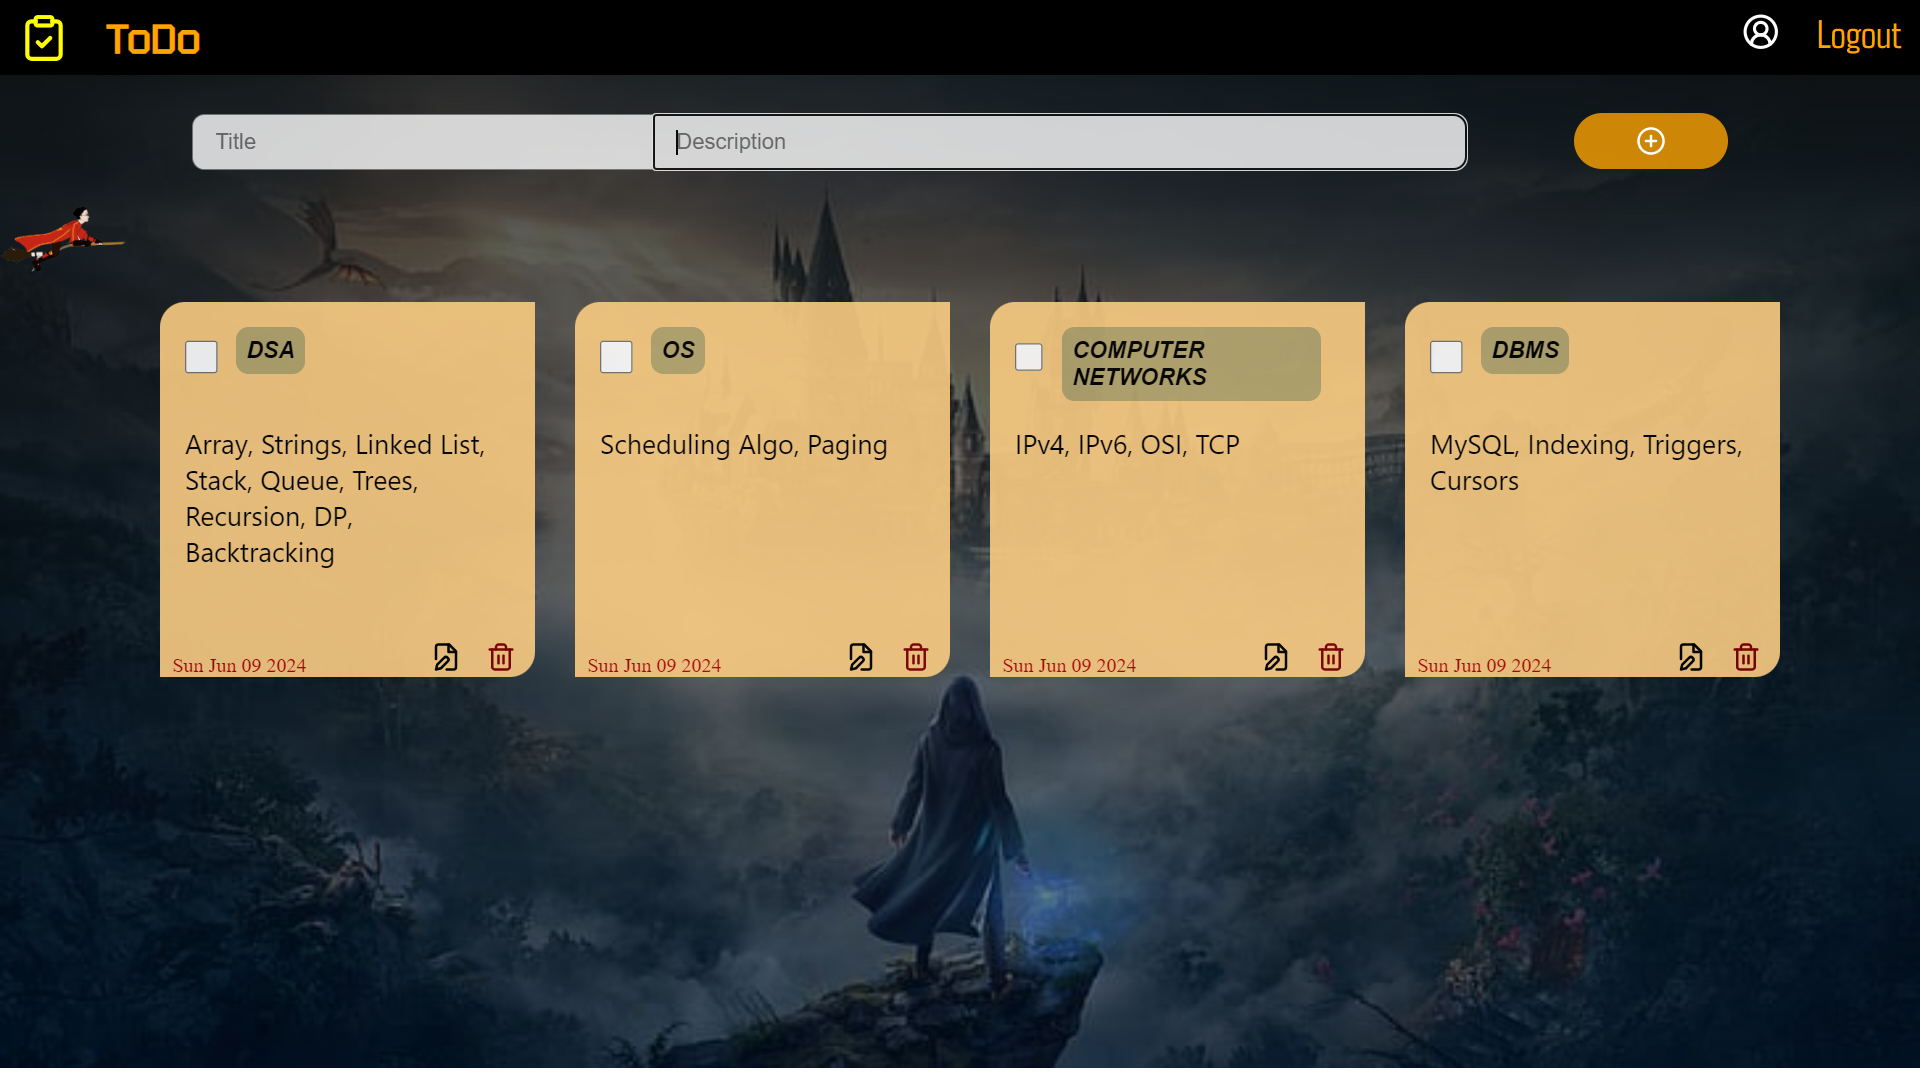 ToDo
Logout
Title
Description
DSA
Array, Strings, Linked List,
Stack, Queue, Trees,
Recursion, DP,
Backtracking
Sun Jun 09 2024
OS
Scheduling Algo, Paging
Sun Jun 09 2024
COMPUTER
NETWORKS
IPv4, IPv6, OSI, TCP
Sun Jun 09 2024
DBMS
MySQL, Indexing, Triggers,
Cursors
Sun Jun 09 2024